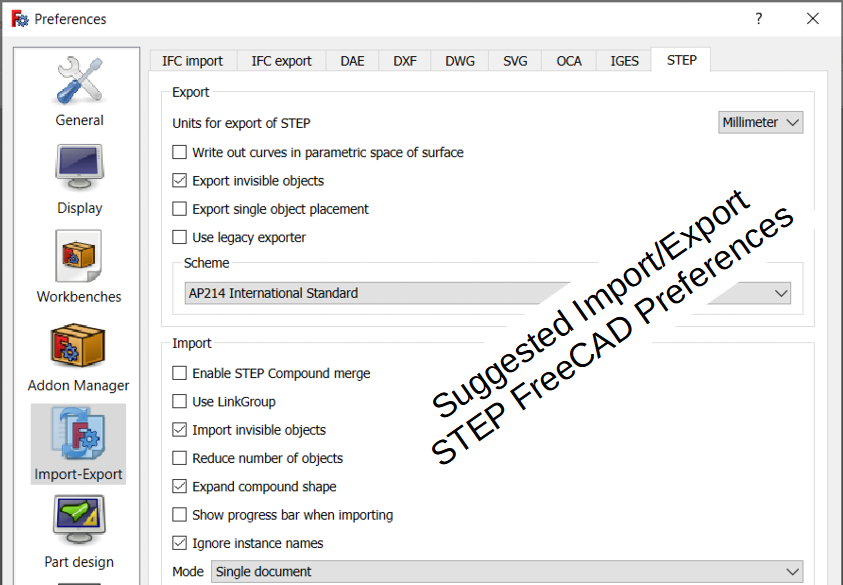 Preferences
?
IFC import IFC export DAE DXF DWG SVG OCA IGES STEP
General
Display
Workbenches
Addon Manager
Import-Export
Part design
Export
Units for export of STEP Millimeter
Write out curves in parametric space of surface
Export invisible objects
Export single object placement
Use legacy exporter
Scheme
AP214 International Standard
Import
Enable STEP Compound merge
Use LinkGroup
Import invisible objects
Reduce number of objects
Expand compound shape
Show progress bar when importing
Ignore instance names
Mode Single document
Suggested Import/Export
STEP FreeCAD Preferences